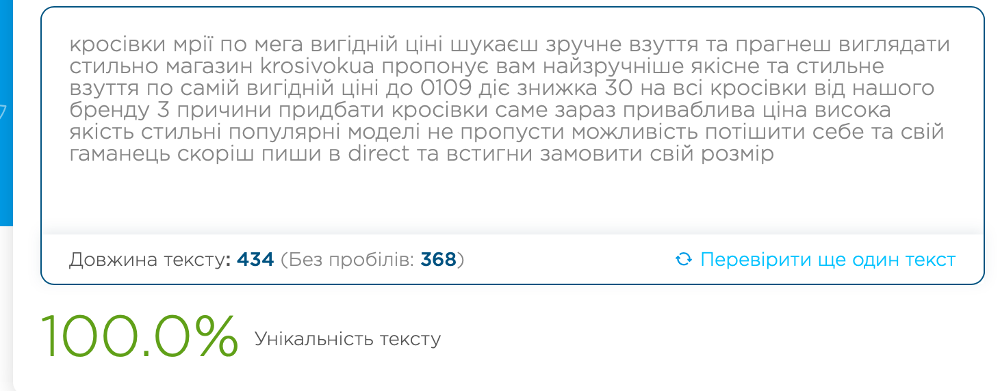 кросівки мрії по мега вигідній ціні шукаєш зручне взуття та прагнеш виглядати
стильно магазин krosivokua пропонує вам найзручніше якісне та стильне
взуття по самій вигідній ціні до 0109 діє знижка 30 на всі кросівки від нашого
бренду 3 причини придбати кросівки саме зараз приваблива ціна висока
якість стильні популярні моделі не пропусти можливість потішити себе та свій
гаманець скоріш пиши в direct та встигни замовити свій розмір
Довжина тексту: 434 (Без пробілів: 368)
Перевірити ще один текст
100.0% Унікальність тексту